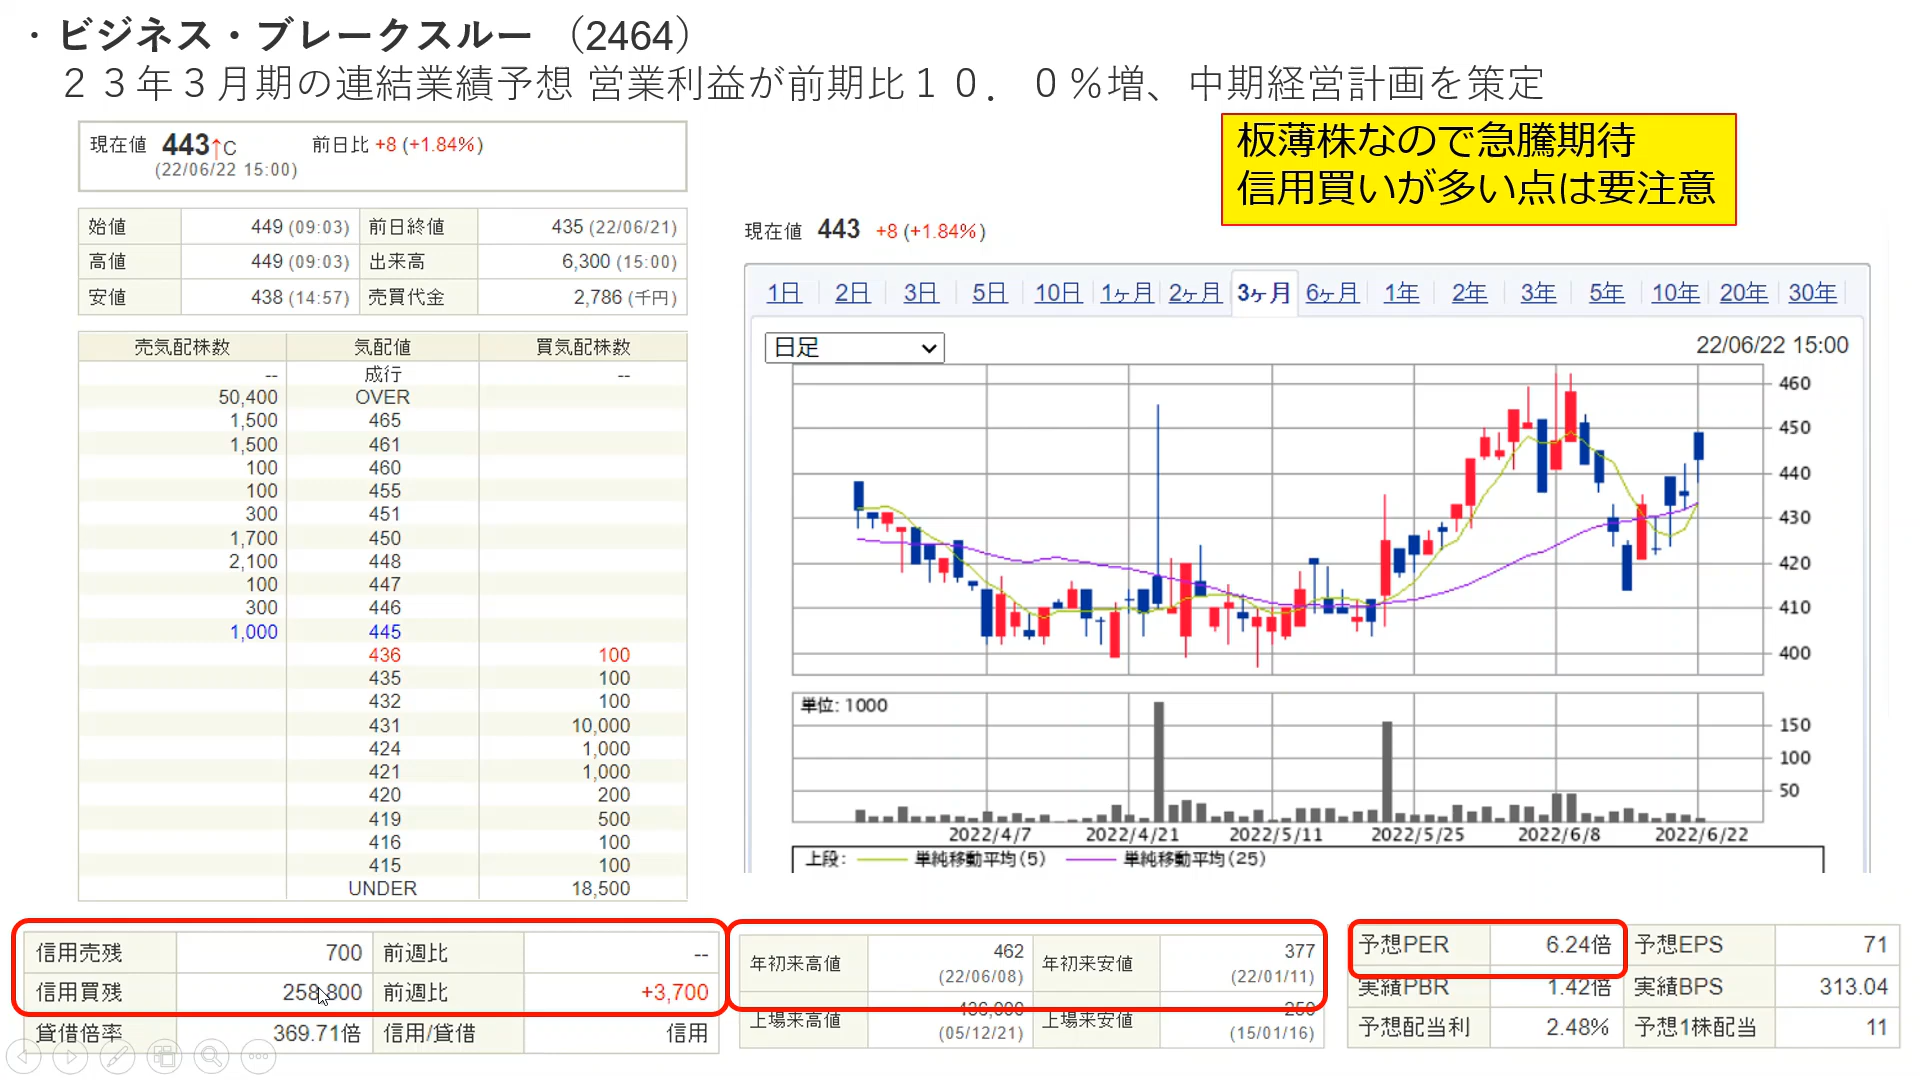 ・ビジネス・ブレークスルー （2464）
２３年３月期の連結業績予想 営業利益が前期比１０．０％増、中期経営計画を策定
板薄株なので急騰期待
信用買いが多い点は要注意
現在値 443↑C 前日比 +8 (+1.84%)
(22/06/22 15:00)
始値 449 (09:03) 前日終値 435 (22/06/21)
高値 449 (09:03) 出来高 6,300 (15:00)
安値 438 (14:57) 売買代金 2,786 (千円)
売気配株数 気配値 買気配株数
-- 成行 --
50,400 OVER
1,500 465
1,500 461
100 460
100 455
300 451
1,700 450
2,100 448
100 447
300 446
1,000 445
436 100
435 100
432 100
431 10,000
424 1,000
421 1,000
420 200
419 500
416 100
415 100
UNDER 18,500
現在値 443 +8 (+1.84%)
1日 2日 3日 5日 10日 1ヶ月 2ヶ月 3ヶ月 6ヶ月 1年 2年 3年 5年 10年 20年 30年
日足 22/06/22 15:00
460
450
440
430
420
410
400
単位: 1000
150
100
50
2022/4/7 2022/4/21 2022/5/11 2022/5/25 2022/6/8 2022/6/22
上段: 単純移動平均(5) 単純移動平均(25)
信用売残 700 前週比 --
信用買残 258,800 前週比 +3,700
貸借倍率 369.71倍 信用/貸借 信用
年初来高値 462 (22/06/08) 年初来安値 377 (22/01/11)
上場来高値 (05/12/21) 上場来安値 250 (15/01/16)
予想PER 6.24倍 予想EPS 71
実績PBR 1.42倍 実績BPS 313.04
予想配当利 2.48% 予想1株配当 11